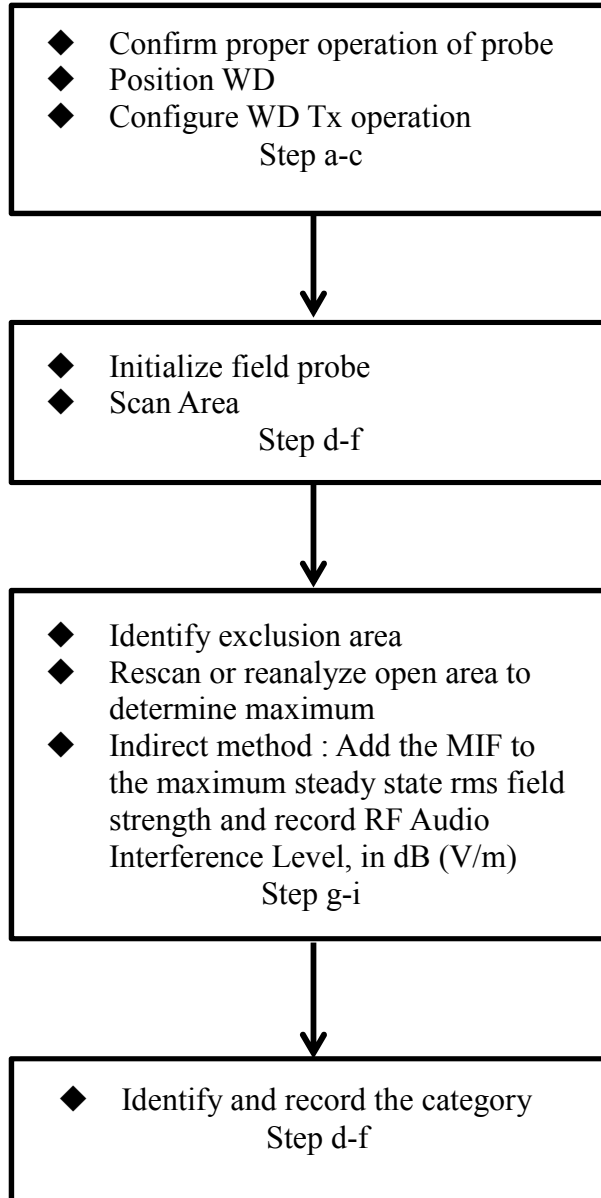 ◆ Confirm proper operation of probe
◆ Position WD
◆ Configure WD Tx operation
Step a-c
◆ Initialize field probe
◆ Scan Area
Step d-f
◆ Identify exclusion area
◆ Rescan or reanalyze open area to
determine maximum
◆ Indirect method : Add the MIF to
the maximum steady state rms field
strength and record RF Audio
Interference Level, in dB (V/m)
Step g-i
◆ Identify and record the category
Step d-f